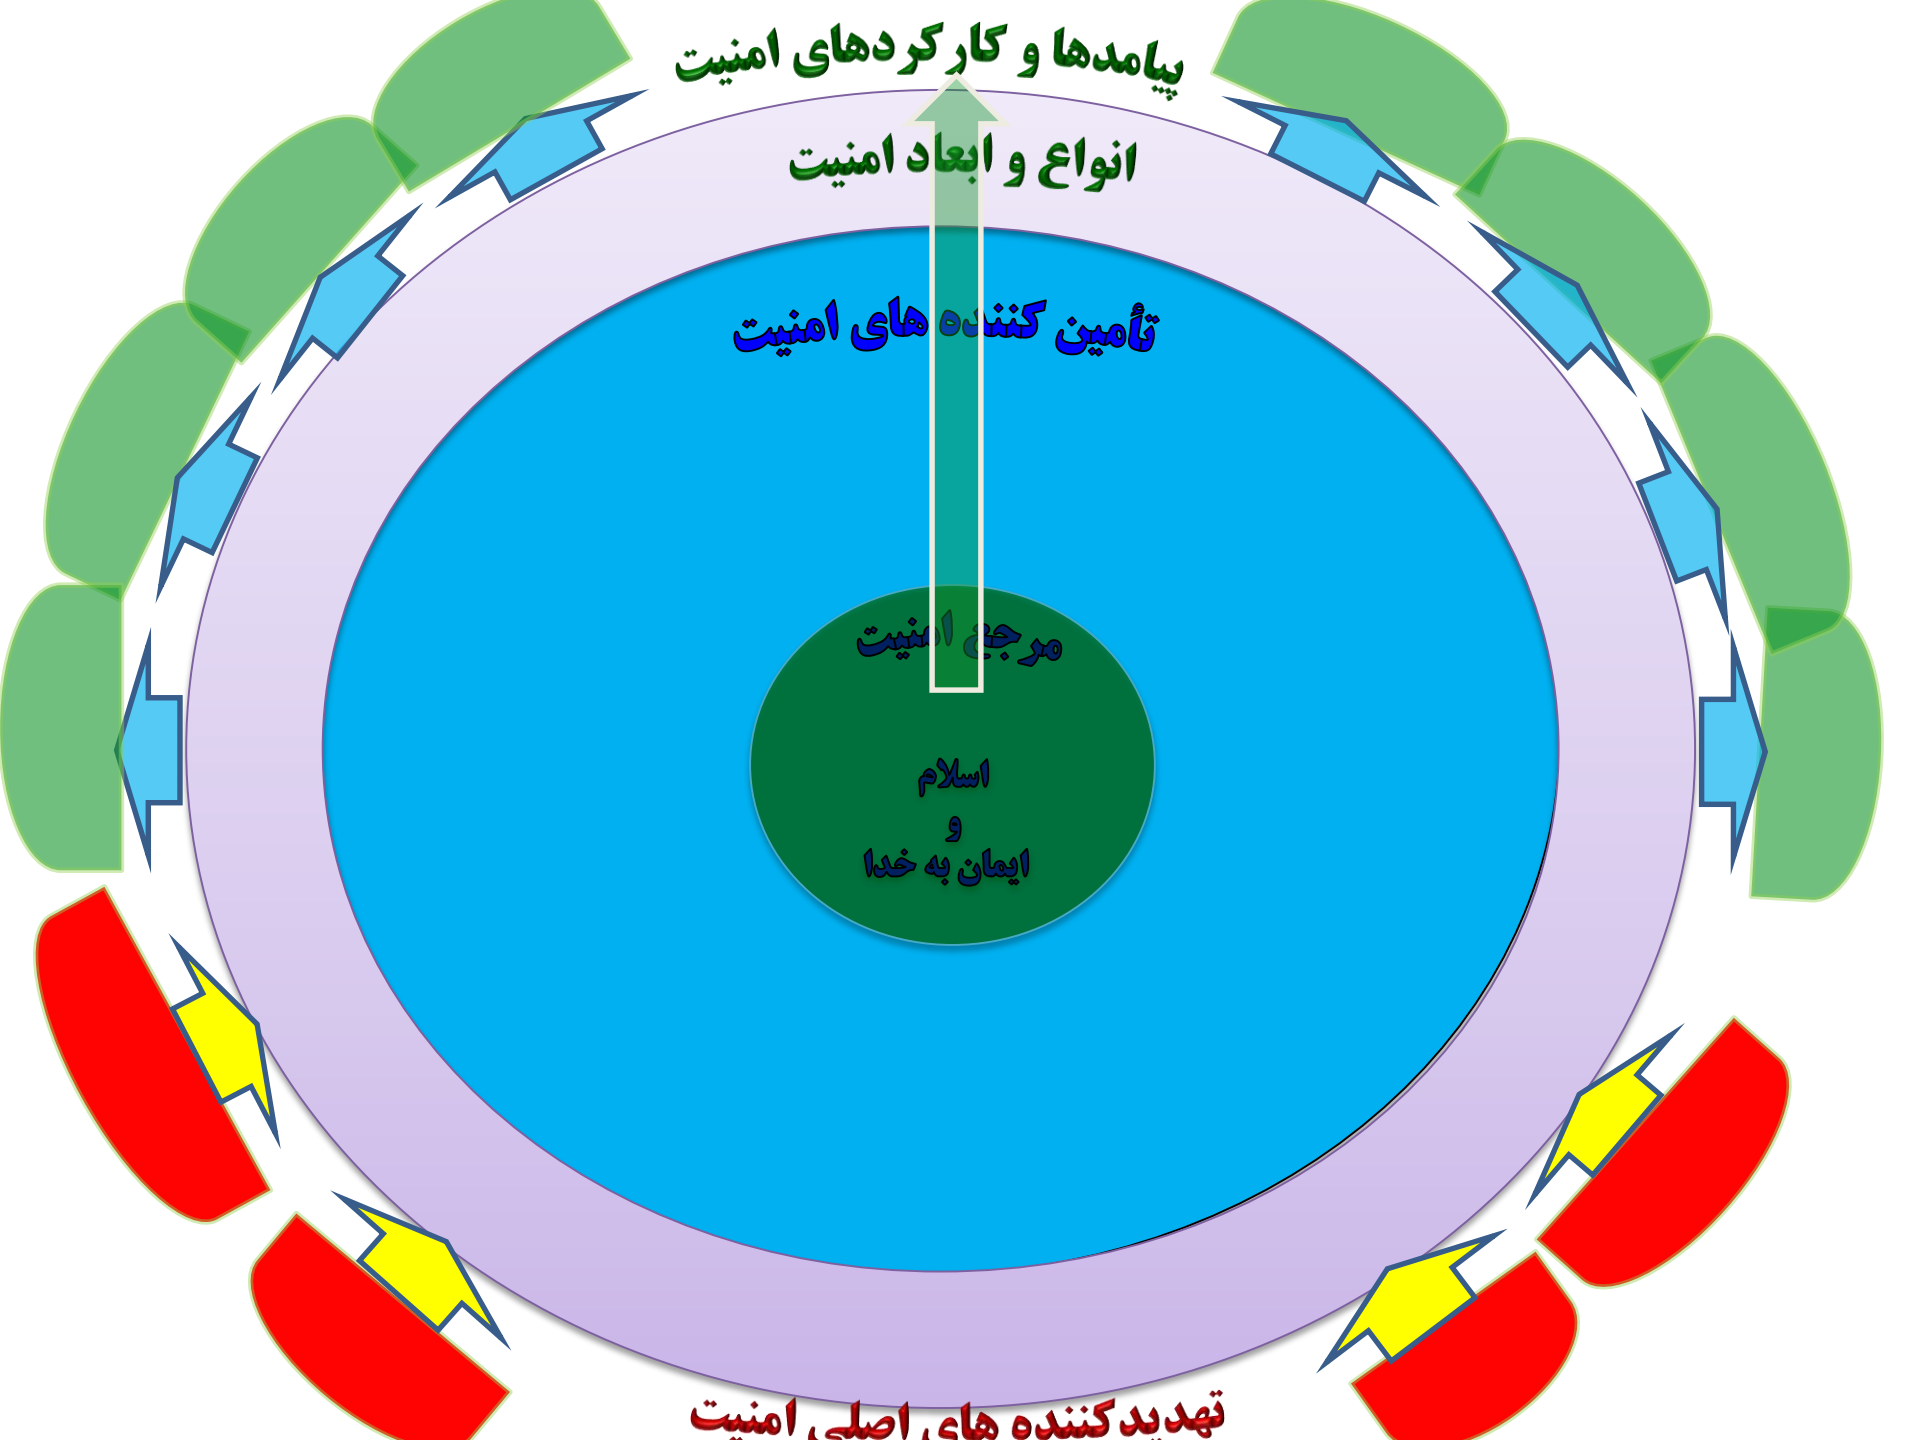 پیامدها و کارکردهای امنیت
انواع و ابعاد امنیت
تأمین کننده های امنیت
مرجع امنیت
اسلام
و
ایمان به خدا
تهدیدکننده های اصلی امنیت